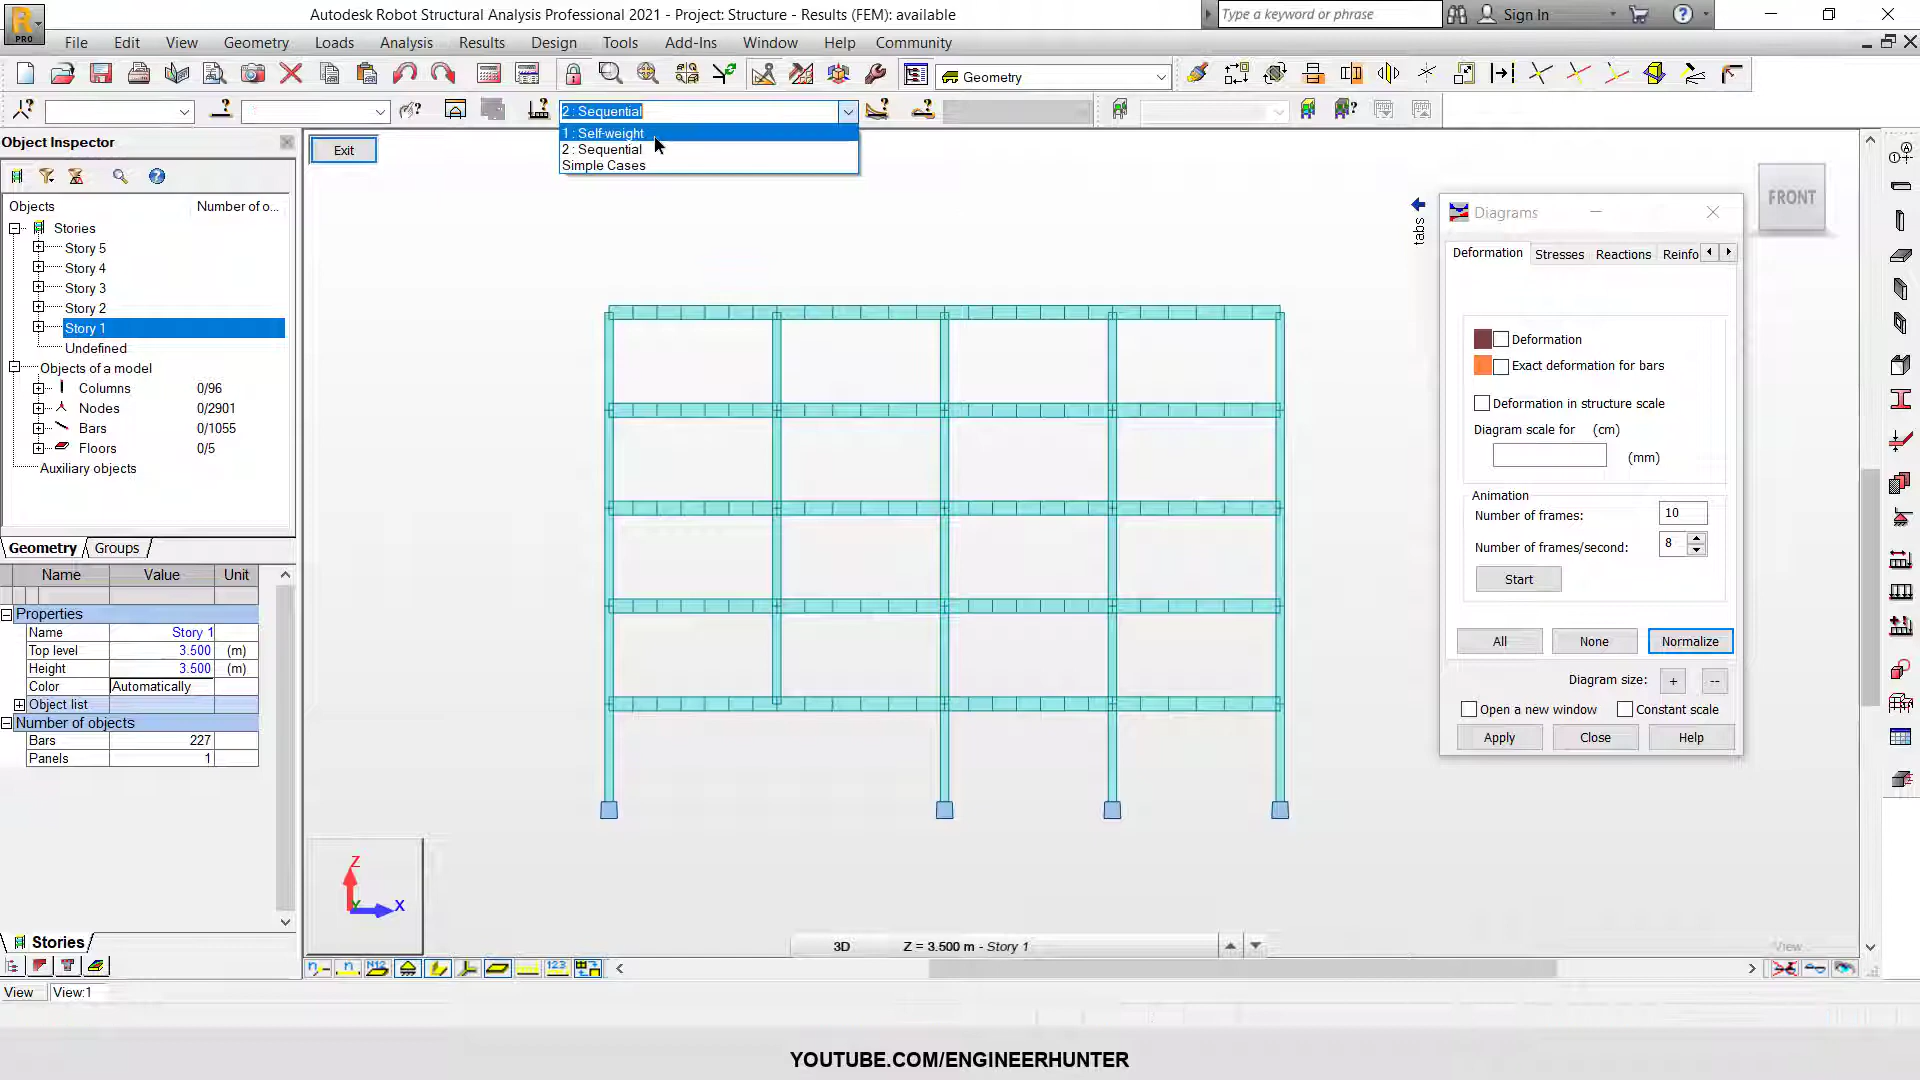 PRO
Autodesk Robot Structural Analysis Professional 2021 - Project: Structure - Results (FEM): available
Type a keyword or phrase
Sign In
File Edit View Geometry Loads Analysis Results Design Tools Add-Ins Window Help Community
Geometry
2 : Sequential
1 : Self-weight
2 : Sequential
Simple Cases
Object Inspector
Exit
Objects Number of o...
Stories
Story 5
Story 4
Story 3
Story 2
Story 1
Undefined
Objects of a model
Columns 0/96
Nodes 0/2901
Bars 0/1055
Floors 0/5
Auxiliary objects
Geometry Groups
Name Value Unit
Properties
Name Story 1
Top level 3.500 (m)
Height 3.500 (m)
Color Automatically
Object list
Number of objects
Bars 227
Panels 1
Stories
View View:1
Z
Y
X
3D Z = 3.500 m - Story 1
View
FRONT
tabs
Diagrams
Deformation Stresses Reactions Reinfo
Deformation
Exact deformation for bars
Deformation in structure scale
Diagram scale for (cm)
(mm)
Animation
Number of frames: 10
Number of frames/second: 8
Start
All None Normalize
Diagram size: + --
Open a new window Constant scale
Apply Close Help
YOUTUBE.COM/ENGINEERHUNTER